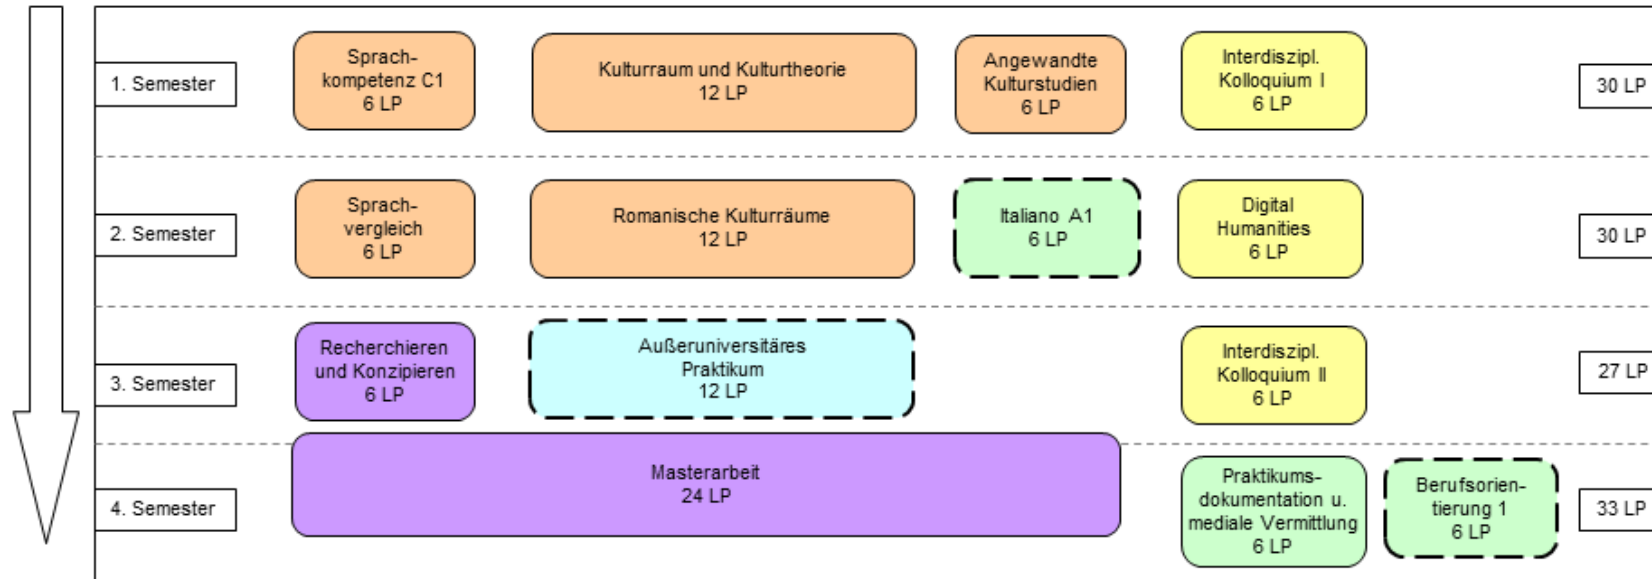 1. Semester
Sprach-
kompetenz C1
6 LP
Kulturraum und Kulturtheorie
12 LP
Angewandte
Kulturstudien
6 LP
Interdiszipl.
Kolloquium I
6 LP
30 LP
2. Semester
Sprach-
vergleich
6 LP
Romanische Kulturräume
12 LP
Italiano A1
6 LP
Digital
Humanities
6 LP
30 LP
3. Semester
Recherchieren
und Konzipieren
6 LP
Außeruniversitäres
Praktikum
12 LP
Interdiszipl.
Kolloquium II
6 LP
27 LP
4. Semester
Masterarbeit
24 LP
Praktikums-
dokumentation u.
mediale Vermittlung
6 LP
Berufsorien-
tierung 1
6 LP
33 LP